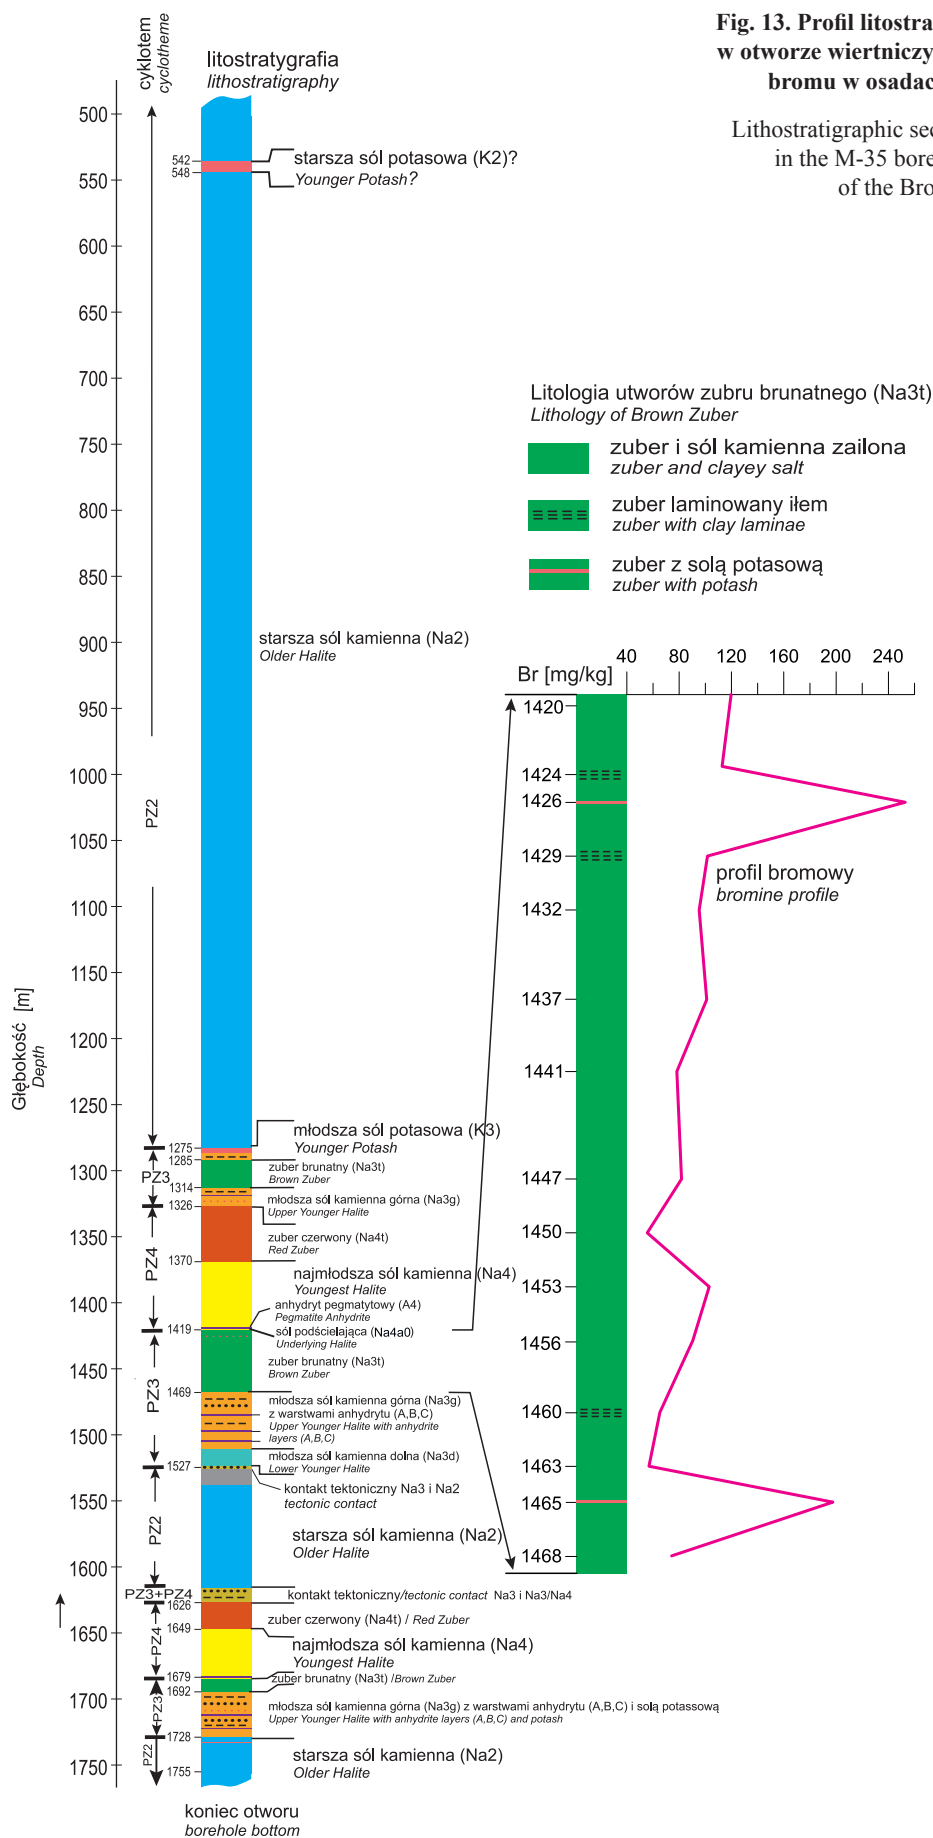 Fig. 13. Profil litostra
w otworze wiertniczy
bromu w osadac
Lithostratigraphic sec
in the M-35 bore
of the Bro
cyklotem
cyclotheme
litostratygrafia
lithostratigraphy
500
542
548
starsza sól potasowa (K2)?
Younger Potash?
550
600
650
700
750
800
850
900
950
1000
1050
1100
1150
1200
1250
1300
1350
1400
1450
1500
1550
1600
1650
1700
1750
Głębokość [m]
Depth
Litologia utworów zubru brunatnego (Na3t)
Lithology of Brown Zuber
zuber i sól kamienna zailona
zuber and clayey salt
zuber laminowany iłem
zuber with clay laminae
zuber z solą potasową
zuber with potash
starsza sól kamienna (Na2)
Older Halite
PZ2
PZ3
PZ4
PZ3
PZ2
PZ3+PZ4
PZ4
PZ3
PZ2
1275
1285
1314
1326
1370
1419
1469
1527
1626
1649
1679
1692
1728
1755
młodsza sól potasowa (K3)
Younger Potash
zuber brunatny (Na3t)
Brown Zuber
młodsza sól kamienna górna (Na3g)
Upper Younger Halite
zuber czerwony (Na4t)
Red Zuber
najmłodsza sól kamienna (Na4)
Youngest Halite
anhydryt pegmatytowy (A4)
Pegmatite Anhydrite
sól podścielająca (Na4a0)
Underlying Halite
zuber brunatny (Na3t)
Brown Zuber
młodsza sól kamienna górna (Na3g)
z warstwami anhydrytu (A,B,C)
Upper Younger Halite with anhydrite
layers (A,B,C)
młodsza sól kamienna dolna (Na3d)
Lower Younger Halite
kontakt tektoniczny Na3 i Na2
tectonic contact
starsza sól kamienna (Na2)
Older Halite
kontakt tektoniczny/tectonic contact Na3 i Na3/Na4
zuber czerwony (Na4t) / Red Zuber
najmłodsza sól kamienna (Na4)
Youngest Halite
zuber brunatny (Na3t) /Brown Zuber
młodsza sól kamienna górna (Na3g) z warstwami anhydrytu (A,B,C) i solą potassową
Upper Younger Halite with anhydrite layers (A,B,C) and potash
starsza sól kamienna (Na2)
Older Halite
koniec otworu
borehole bottom
Br [mg/kg]
40 80 120 160 200 240
1420
1424
1426
1429
1432
1437
1441
1447
1450
1453
1456
1460
1463
1465
1468
profil bromowy
bromine profile